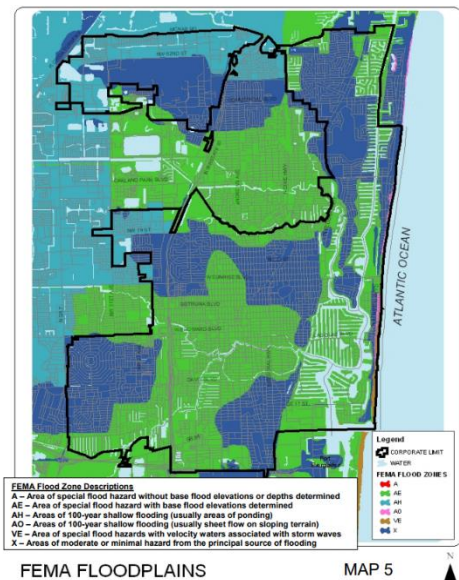 OAKLAND PARK BLVD
ATLANTIC OCEAN
Legend
CORPORATE LIMIT
WATER
FEMA FLOOD ZONES
A
AE
AH
AO
VE
X
FEMA Flood Zone Descriptions
A – Area of special flood hazard without base flood elevations or depths determined
AE – Area of special flood hazard with base flood elevations determined
AH – Areas of 100-year shallow flooding (usually areas of ponding)
AO – Areas of 100-year shallow flooding (usually sheet flow on sloping terrain)
VE – Area of special flood hazards with velocity waters associated with storm waves
X – Areas of moderate or minimal hazard from the principal source of flooding
FEMA FLOODPLAINS
MAP 5
N